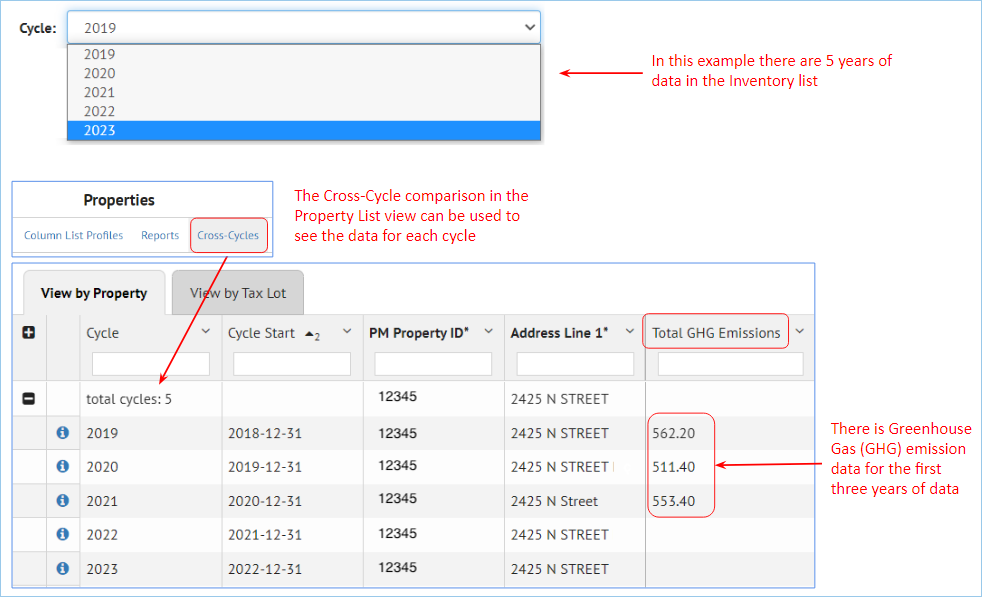 Cycle: 2019
2019
2020
2021
2022
2023
In this example there are 5 years of
data in the Inventory list
Properties
Column List Profiles Reports Cross-Cycles
The Cross-Cycle comparison in the
Property List view can be used to
see the data for each cycle
View by Property View by Tax Lot
Cycle Cycle Start 2 PM Property ID* Address Line 1* Total GHG Emissions
total cycles: 5 12345 2425 N STREET
2019 2018-12-31 12345 2425 N STREET 562.20
2020 2019-12-31 12345 2425 N STREET 511.40
2021 2020-12-31 12345 2425 N Street 553.40
2022 2021-12-31 12345 2425 N STREET
2023 2022-12-31 12345 2425 N STREET
There is Greenhouse
Gas (GHG) emission
data for the first
three years of data